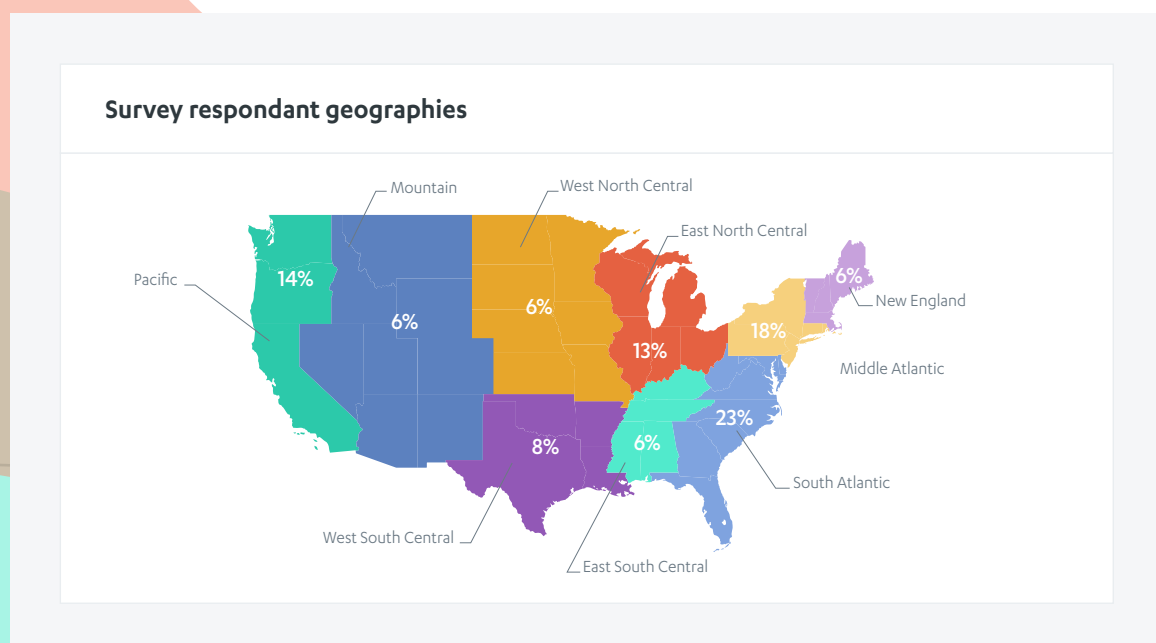 Survey respondant geographies
Mountain
West North Central
East North Central
Pacific
14%
6%
6%
6%
New England
13%
18%
Middle Atlantic
23%
8%
6%
South Atlantic
West South Central
East South Central